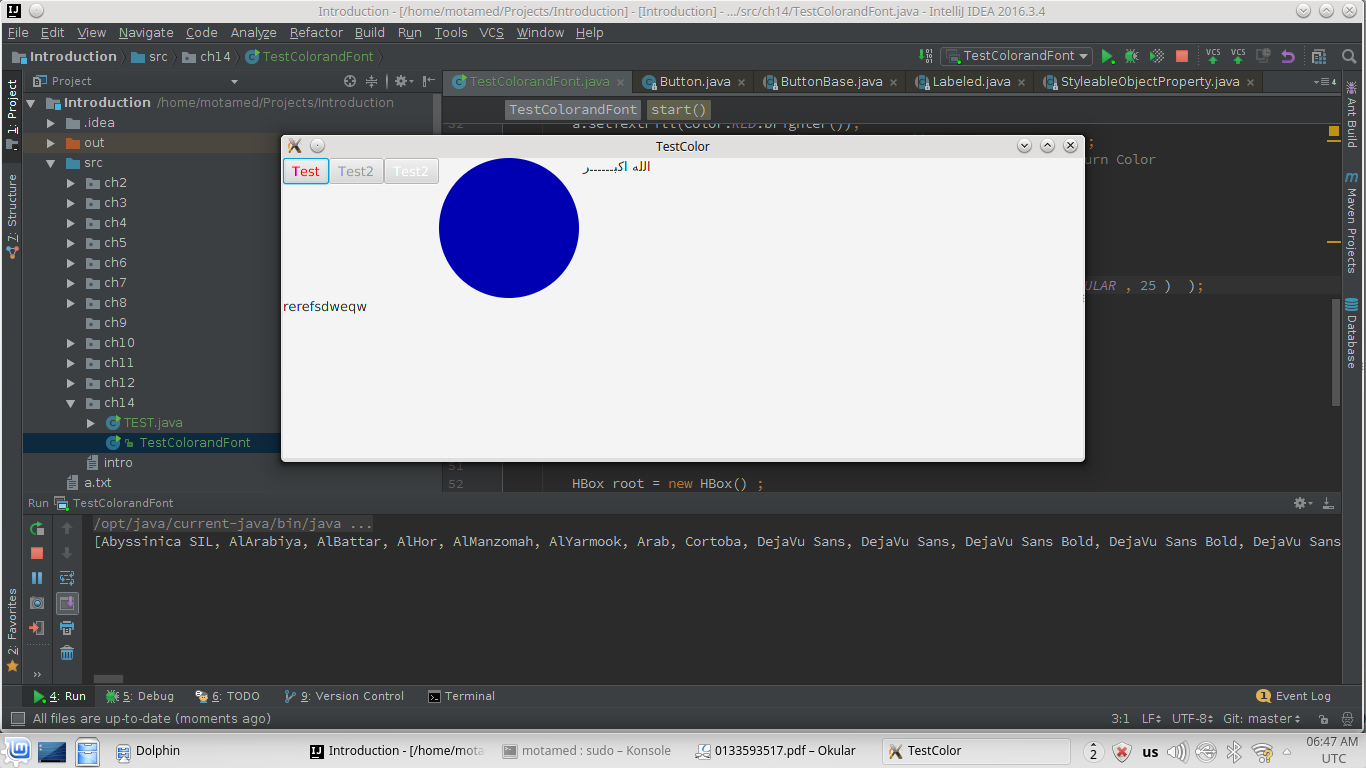 Introduction - [/home/motamed/Projects/Introduction] - [Introduction] - .../src/ch14/TestColorandFont.java - IntelliJ IDEA 2016.3.4
File Edit View Navigate Code Analyze Refactor Build Run Tools VCS Window Help
Introduction src ch14 TestColorandFont
TestColorandFont
VCS VCS
Project
TestColorandFont.java Button.java ButtonBase.java Labeled.java StyleableObjectProperty.java
4
Introduction /home/motamed/Projects/Introduction
TestColorandFont start()
.idea
out
src
ch2
ch3
ch4
ch5
ch6
ch7
ch8
ch9
ch10
ch11
ch12
ch14
TEST.java
TestColorandFont
intro
a.txt
1: Project
7: Structure
2: Favorites
Ant Build
Maven Projects
Database
32 a.setTextFill(Color.RED.brighter());
;
urn Color
ULAR , 25 ) );
51
52 HBox root = new HBox() ;
TestColor
Test Test2 Test2
الله اكبــــــر
rerefsdweqw
Run TestColorandFont
/opt/java/current-java/bin/java ...
[Abyssinica SIL, AlArabiya, AlBattar, AlHor, AlManzomah, AlYarmook, Arab, Cortoba, DejaVu Sans, DejaVu Sans, DejaVu Sans Bold, DejaVu Sans Bold, DejaVu Sans
4: Run 5: Debug 6: TODO 9: Version Control Terminal 1 Event Log
All files are up-to-date (moments ago) 3:1 LF UTF-8 Git: master
Dolphin Introduction - [/home/mota motamed : sudo – Konsole 0133593517.pdf – Okular TestColor 2 us 06:47 AM
UTC